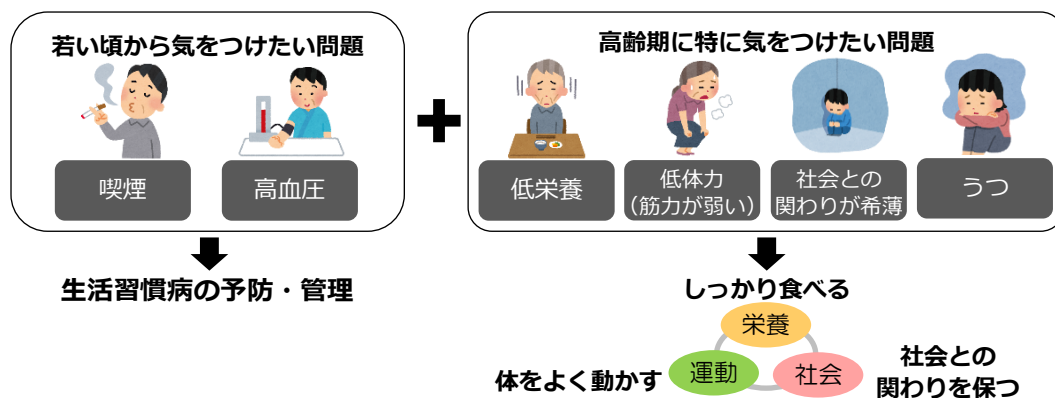 若い頃から気をつけたい問題
喫煙
高血圧
高齢期に特に気をつけたい問題
低栄養
低体力
（筋力が弱い）
社会との
関わりが希薄
うつ
生活習慣病の予防・管理
しっかり食べる
栄養
運動
社会
体をよく動かす
社会との
関わりを保つ